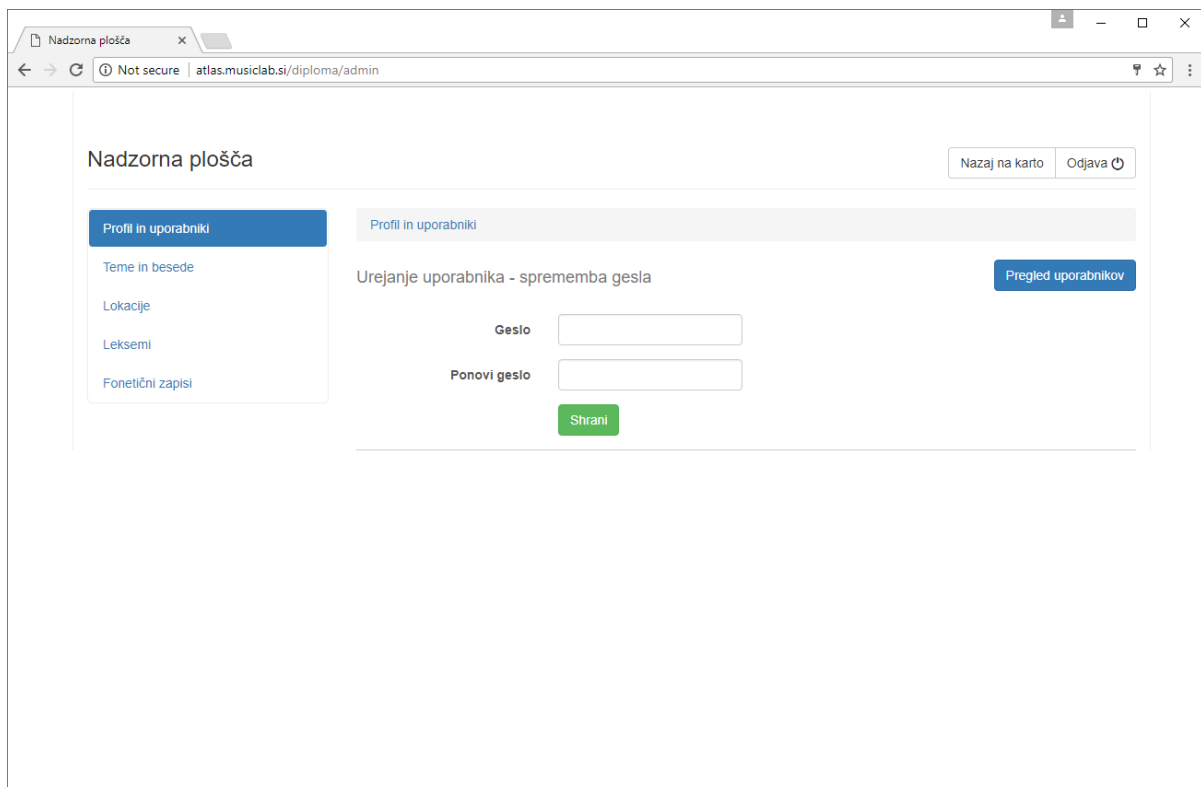 Nadzorna plošča
Not secure | atlas.musiclab.si/diploma/admin
Nadzorna plošča
Nazaj na karto
Odjava
Profil in uporabniki
Teme in besede
Lokacije
Leksemi
Fonetični zapisi
Profil in uporabniki
Urejanje uporabnika - sprememba gesla
Pregled uporabnikov
Geslo
Ponovi geslo
Shrani